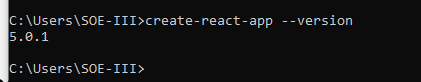 C:\Users\SOE-III>create-react-app --version
5.0.1
C:\Users\SOE-III>